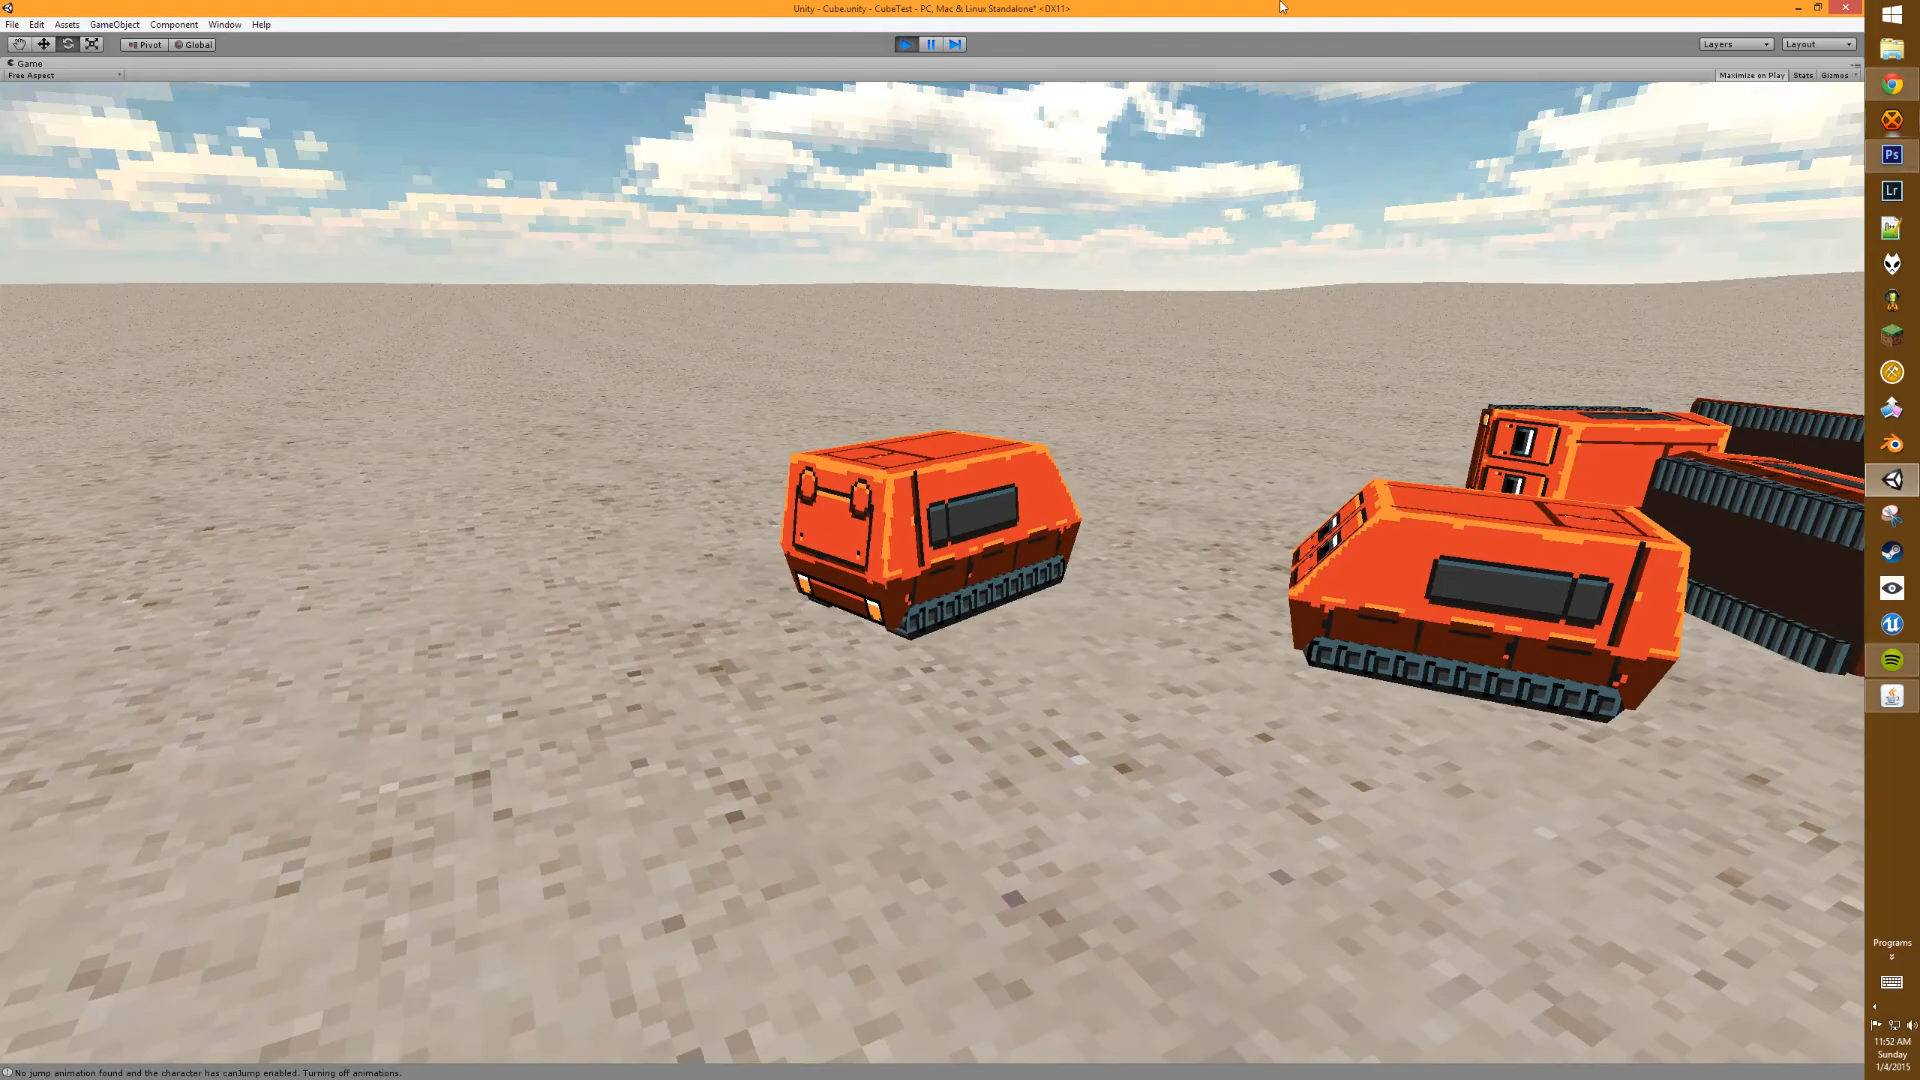 Unity - Cube.unity - CubeTest - PC, Mac & Linux Standalone* <DX11>
File Edit Assets GameObject Component Window Help
Pivot Global
Layers Layout
Game
Free Aspect
Maximize on Play Stats Gizmos
Ps
Lr
Programs
11:52 AM
Sunday
1/4/2015
No jump animation found and the character has canJump enabled. Turning off animations.